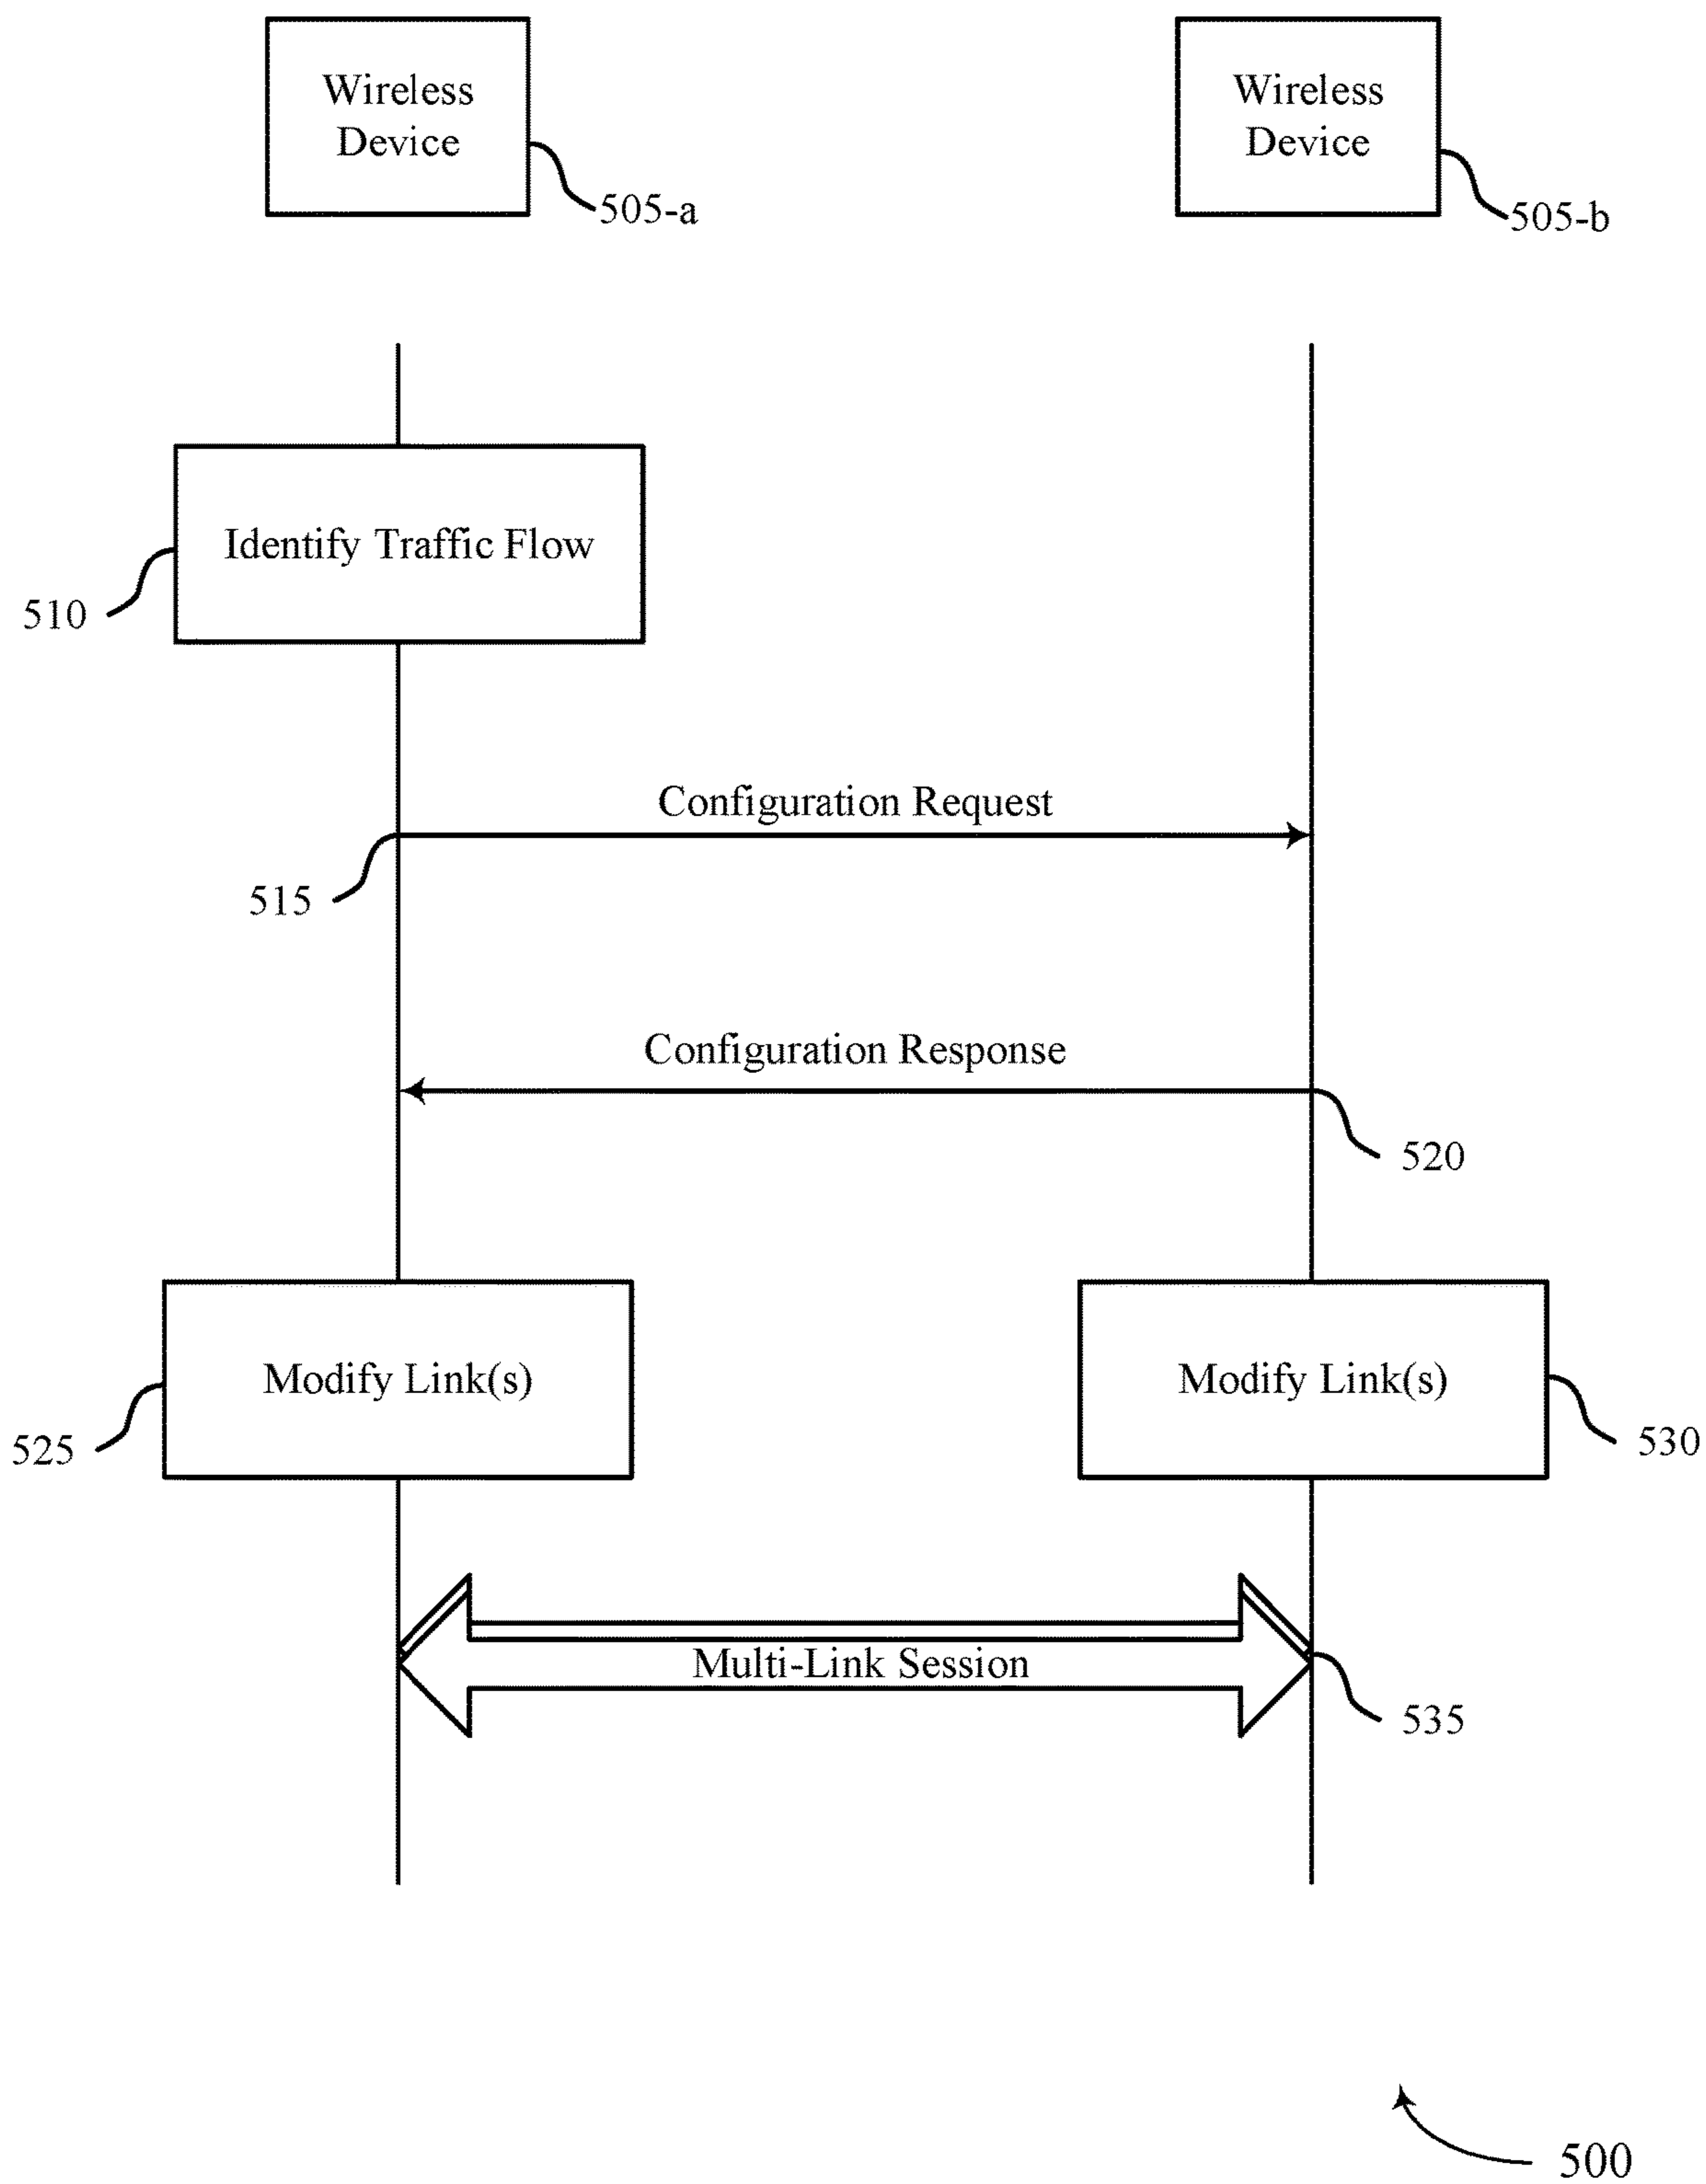 Wireless
Device
505-a
Wireless
Device
505-b
Identify Traffic Flow
510
Configuration Request
515
Configuration Response
520
Modify Link(s)
525
Modify Link(s)
530
Multi-Link Session
535
500